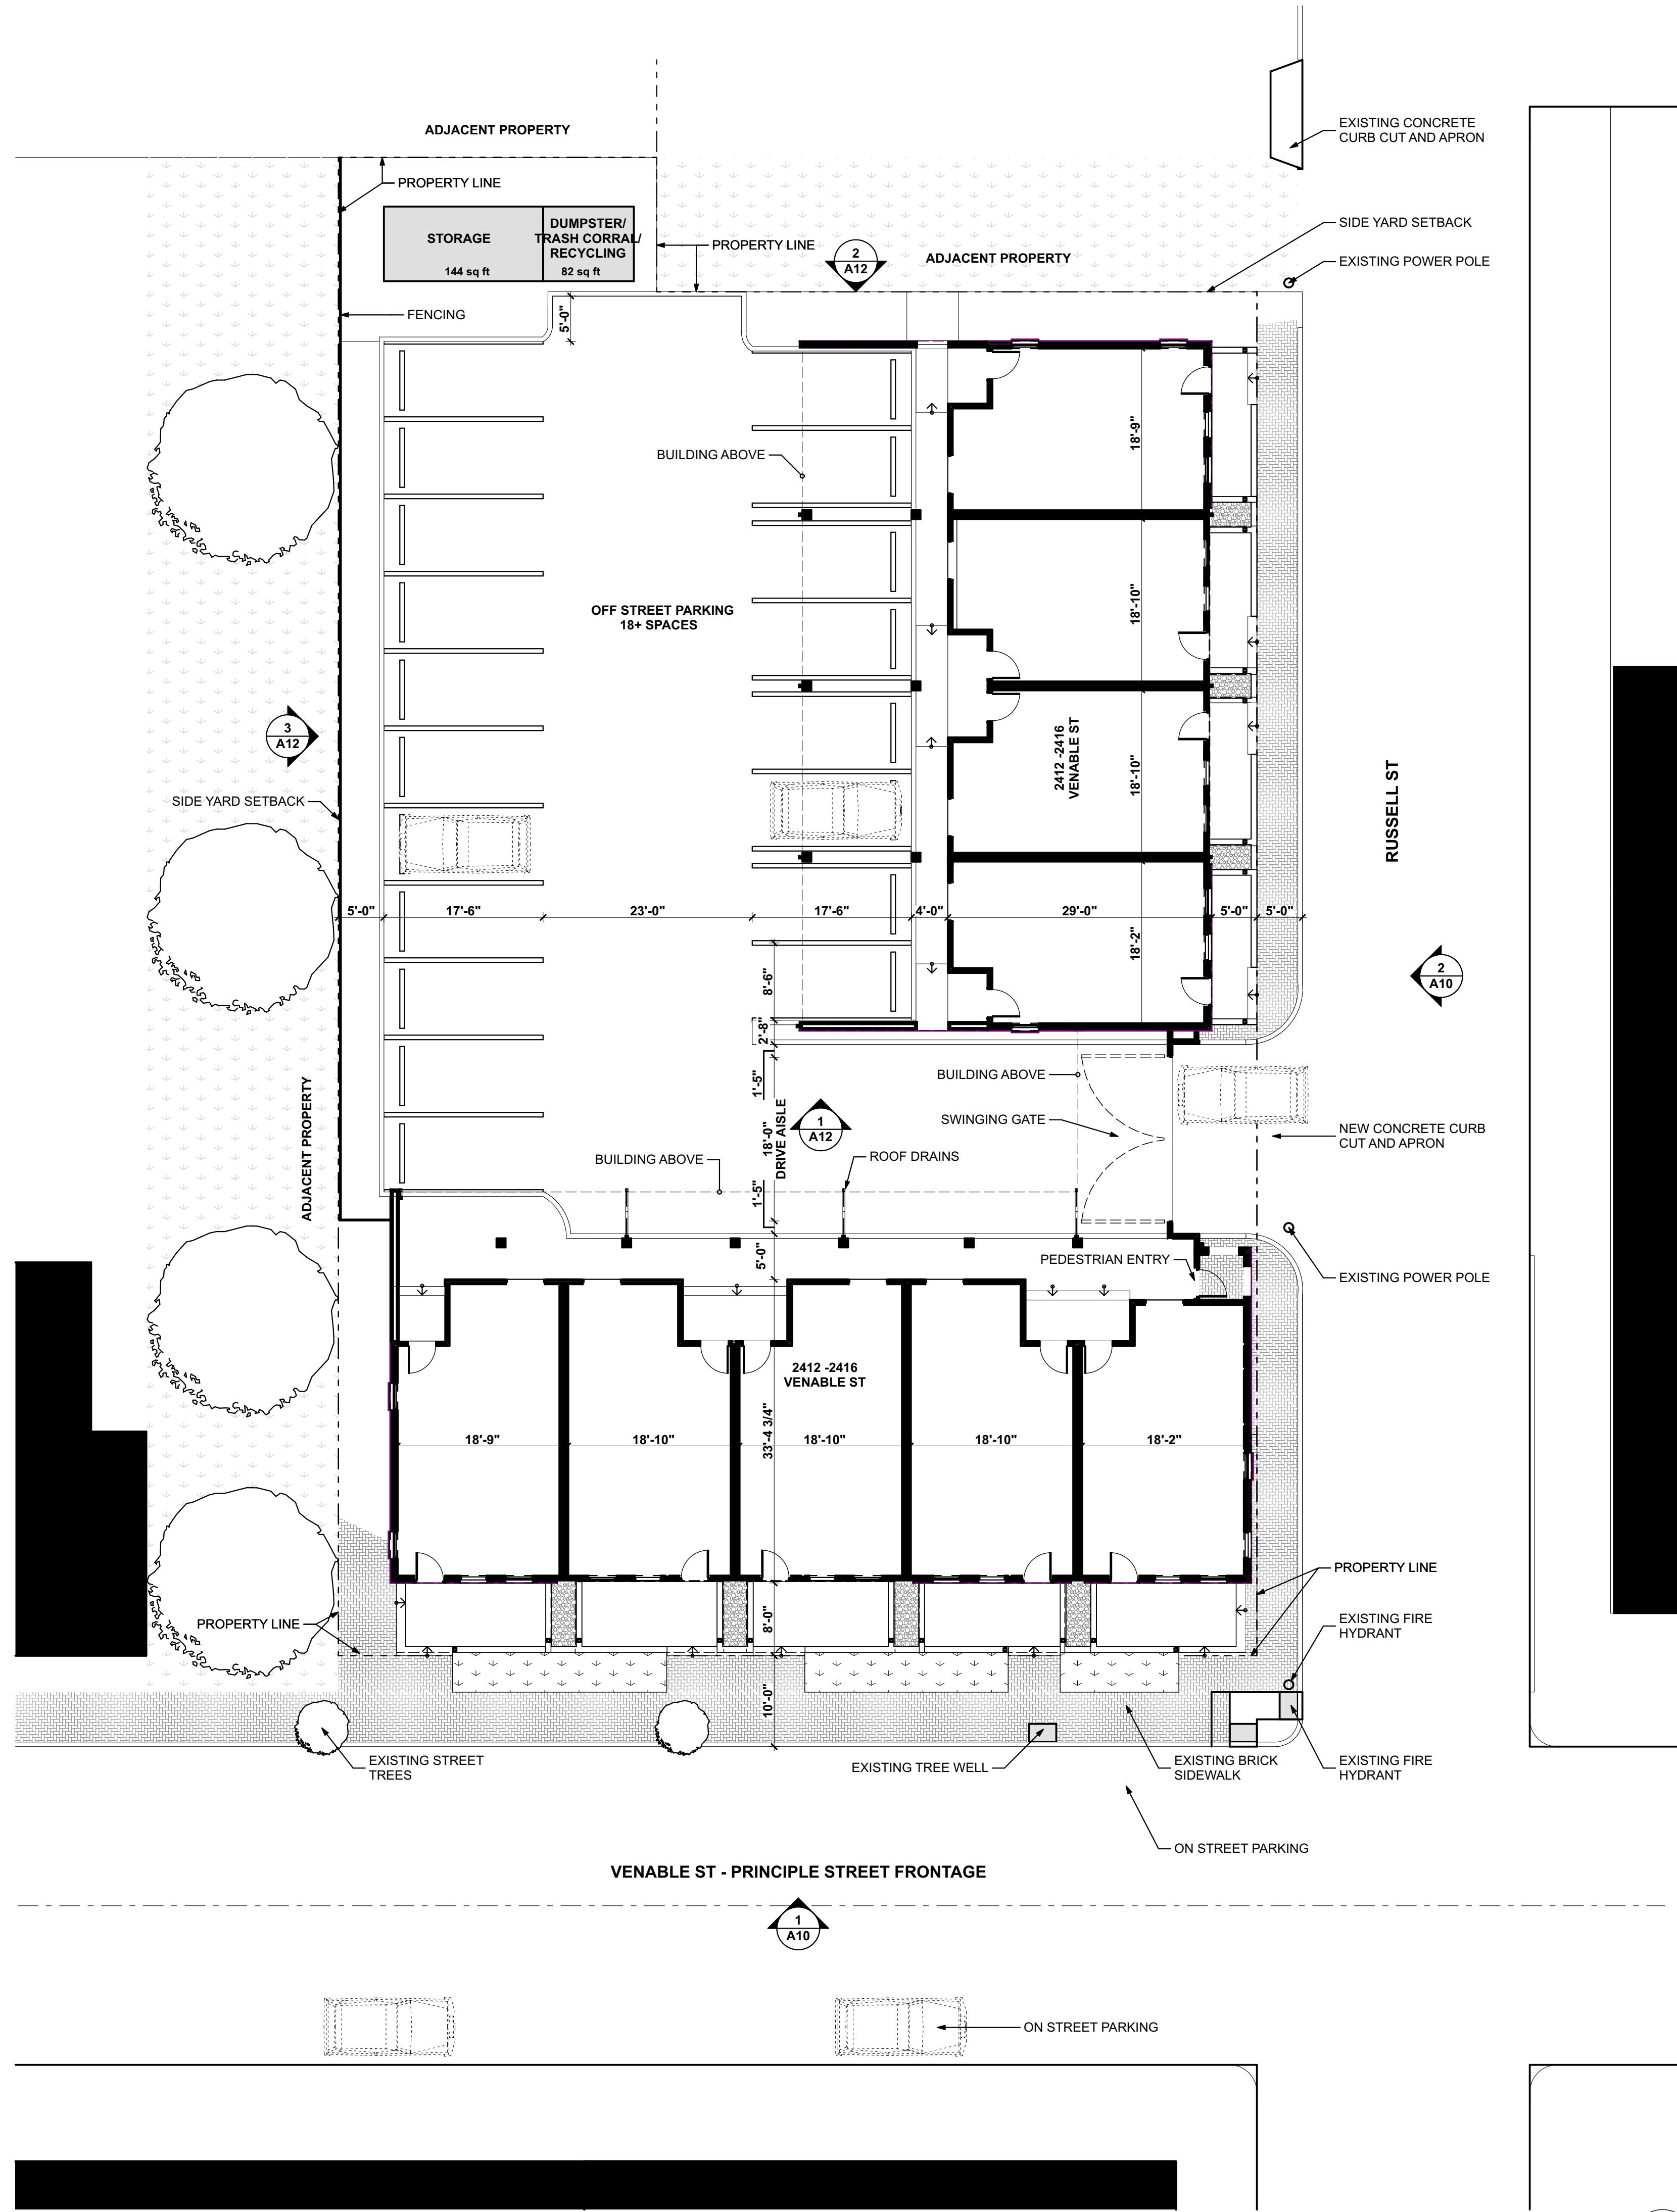 EXISTING CONCRETE
CURB CUT AND APRON
ADJACENT PROPERTY
PROPERTY LINE
STORAGE
144 sq ft
DUMPSTER/
TRASH CORRAL/
RECYCLING
82 sq ft
SIDE YARD SETBACK
PROPERTY LINE
2
A12
ADJACENT PROPERTY
EXISTING POWER POLE
FENCING
5'-0"
18'-9"
BUILDING ABOVE
OFF STREET PARKING
18+ SPACES
18'-10"
3
A12
2412 -2416
VENABLE ST
18'-10"
SIDE YARD SETBACK
RUSSELL ST
5'-0"
17'-6"
23'-0"
17'-6"
4'-0"
29'-0"
5'-0"
5'-0"
18'-2"
2
A10
8'-6"
2'-8"
BUILDING ABOVE
1'-5"
ADJACENT PROPERTY
SWINGING GATE
1
A12
18'-0"
DRIVE AISLE
NEW CONCRETE CURB
CUT AND APRON
BUILDING ABOVE
ROOF DRAINS
1'-5"
5'-0"
PEDESTRIAN ENTRY
EXISTING POWER POLE
2412 -2416
VENABLE ST
33'-4 3/4"
18'-9"
18'-10"
18'-10"
18'-10"
18'-2"
PROPERTY LINE
PROPERTY LINE
8'-0"
EXISTING FIRE
HYDRANT
10'-0"
EXISTING STREET
TREES
EXISTING TREE WELL
EXISTING BRICK
SIDEWALK
EXISTING FIRE
HYDRANT
ON STREET PARKING
VENABLE ST - PRINCIPLE STREET FRONTAGE
1
A10
ON STREET PARKING